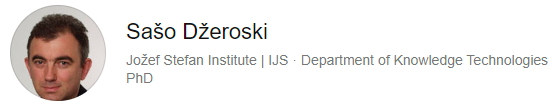 Sašo Džeroski
Jožef Stefan Institute | IJS · Department of Knowledge Technologies
PhD